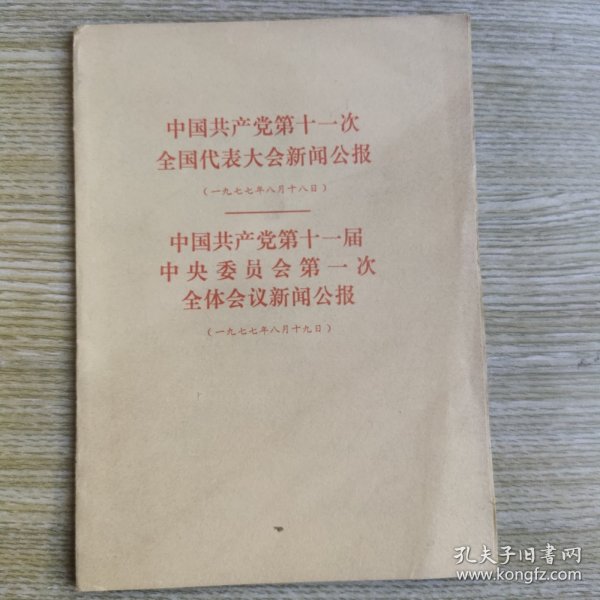 中国共产党第十一次
全国代表大会新闻公报
（一九七七年八月十八日）
中国共产党第十一届
中央委员会第一次
全体会议新闻公报
（一九七七年八月十九日）
孔夫子旧书网
www.kongfz.com